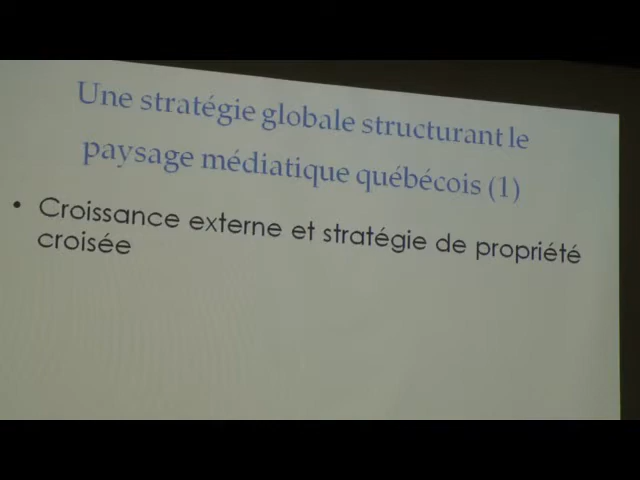 Une stratégie globale structurant le
paysage médiatique québécois (1)
• Croissance externe et stratégie de propriété
croisée